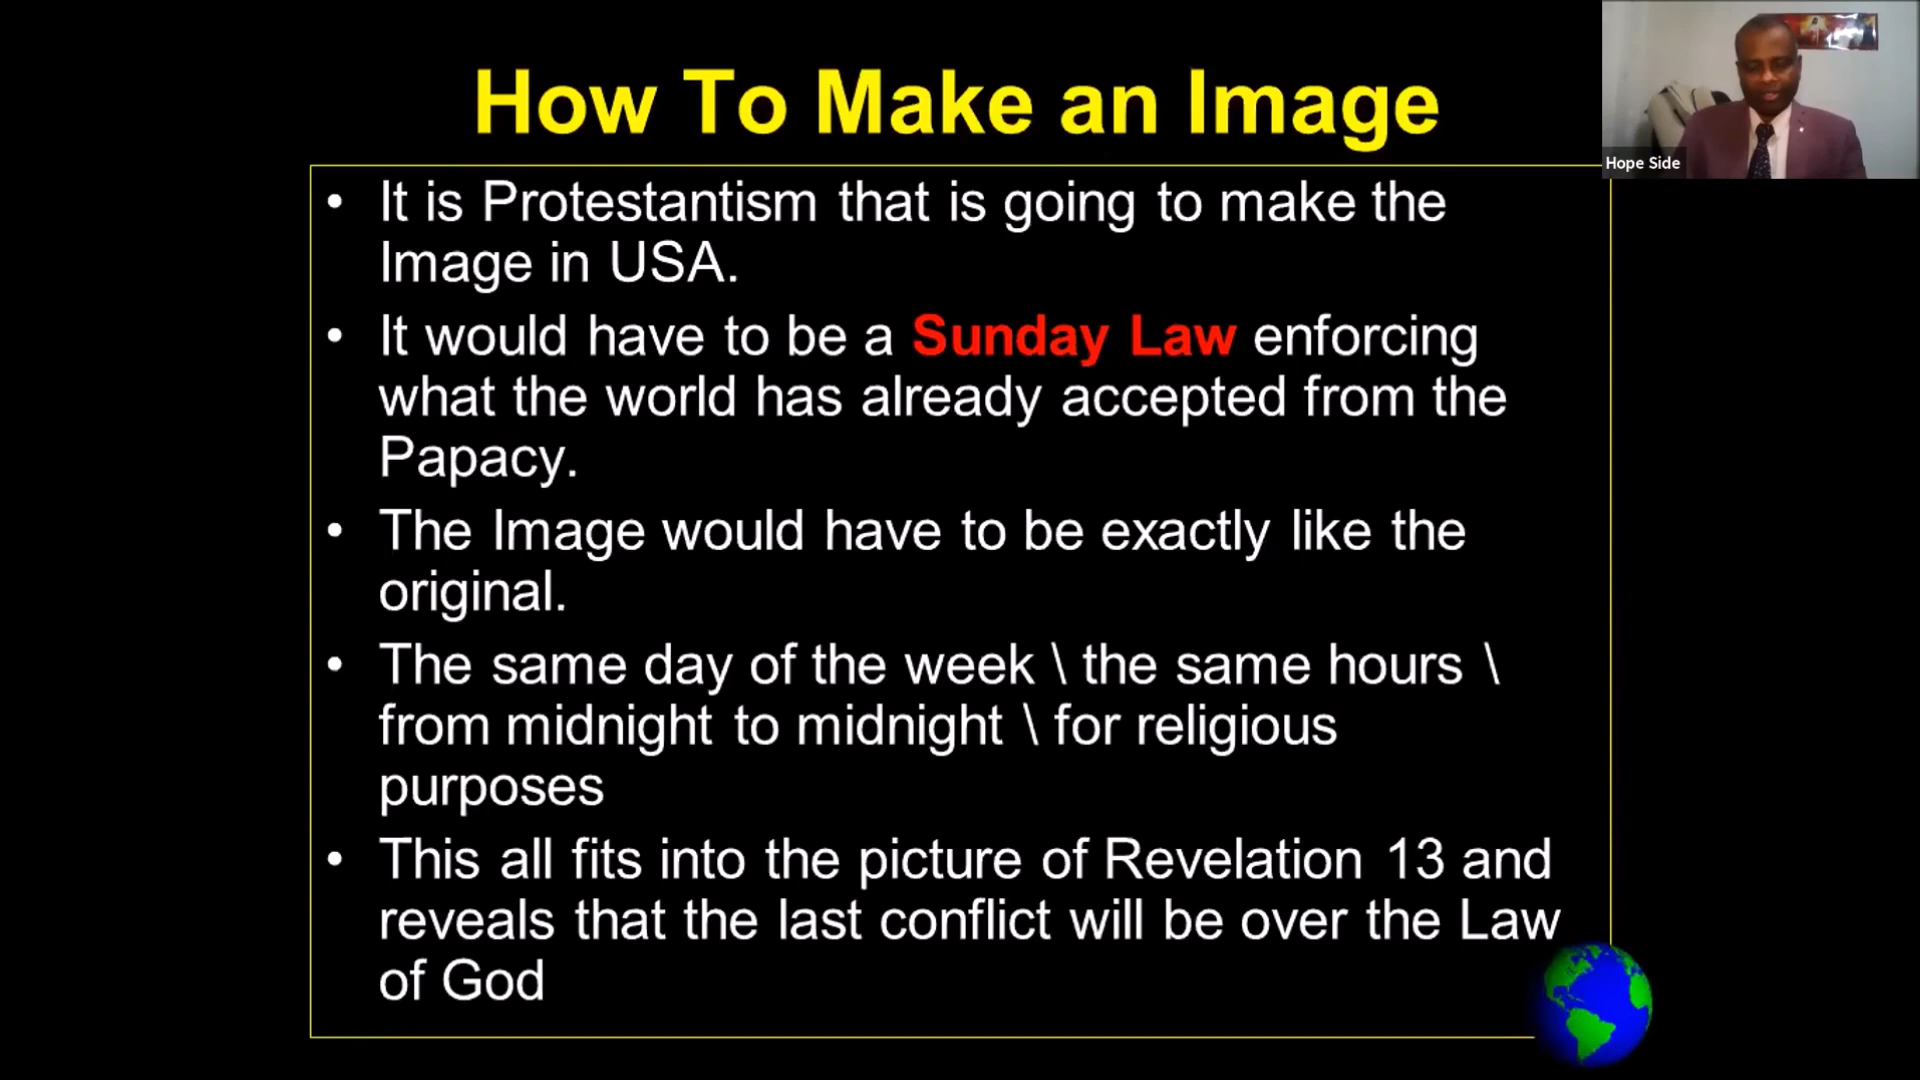 How To Make an Image
• It is Protestantism that is going to make the
Image in USA.
• It would have to be a Sunday Law enforcing
what the world has already accepted from the
Papacy.
• The Image would have to be exactly like the
original.
• The same day of the week \ the same hours \
from midnight to midnight \ for religious
purposes
• This all fits into the picture of Revelation 13 and
reveals that the last conflict will be over the Law
of God
Hope Side